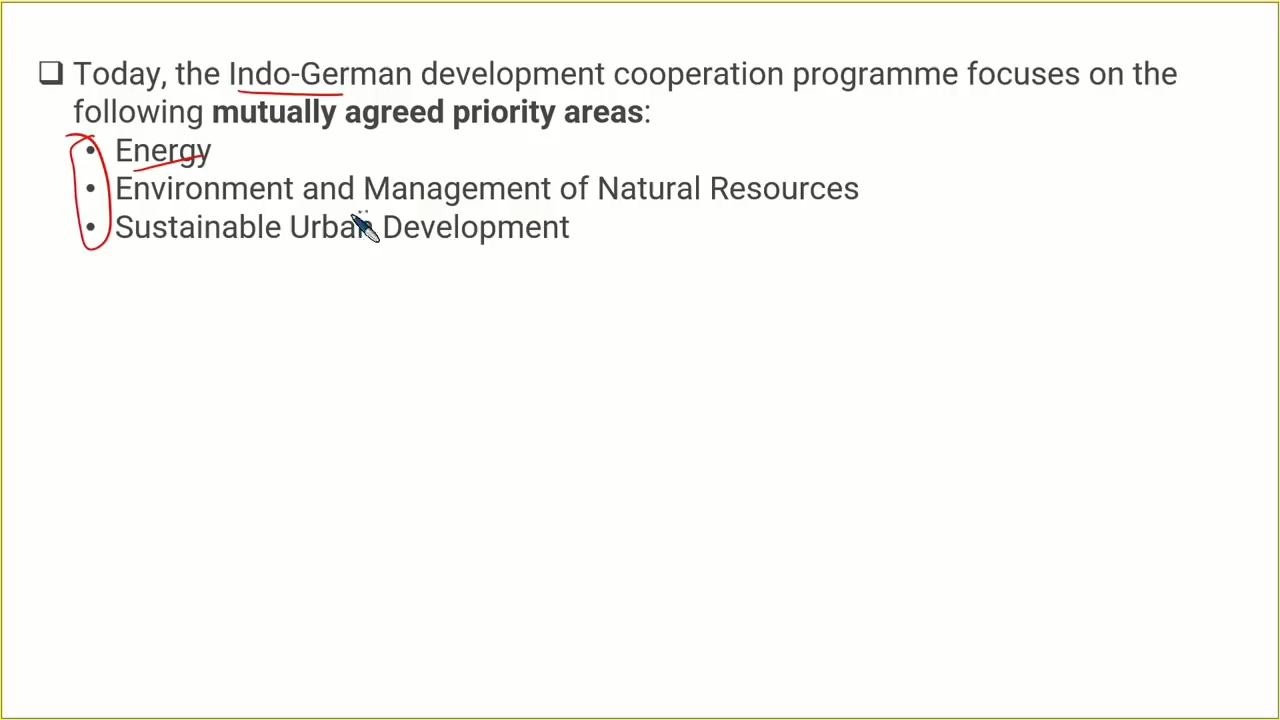 ❑ Today, the Indo-German development cooperation programme focuses on the
following mutually agreed priority areas:
• Energy
• Environment and Management of Natural Resources
• Sustainable Urban Development